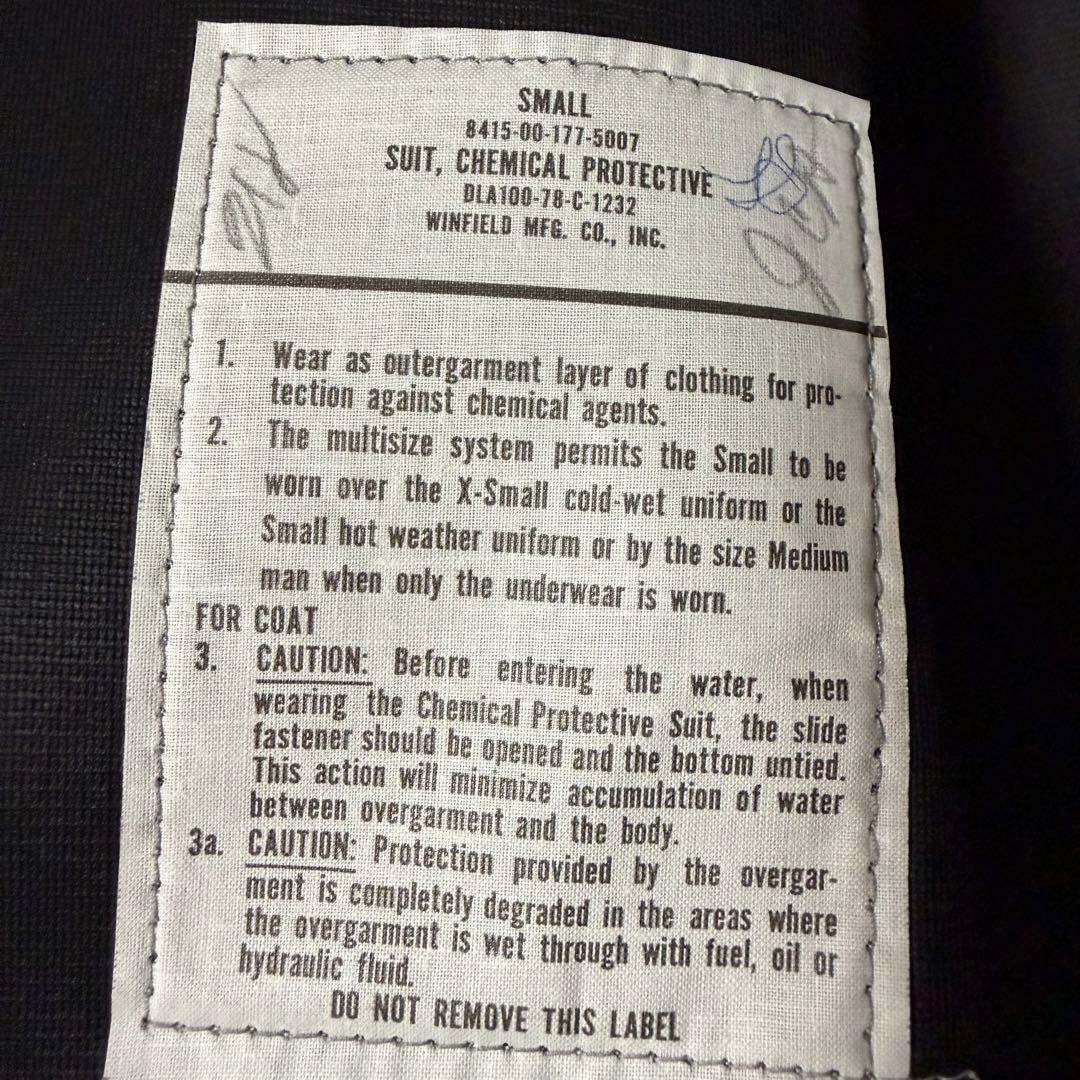 SMALL
8415-00-177-5007
SUIT, CHEMICAL PROTECTIVE
DLA100-78-C-1232
WINFIELD MFG. CO., INC.
1. Wear as outergarment layer of clothing for pro-
tection against chemical agents.
2. The multisize system permits the Small to be
worn over the X-Small cold-wet uniform or the
Small hot weather uniform or by the size Medium
man when only the underwear is worn.
FOR COAT
3. CAUTION: Before entering the water, when
wearing the Chemical Protective Suit, the slide
fastener should be opened and the bottom untied.
This action will minimize accumulation of water
between overgarment and the body.
3a. CAUTION: Protection provided by the overgar-
ment is completely degraded in the areas where
the overgarment is wet through with fuel, oil or
hydraulic fluid.
DO NOT REMOVE THIS LABEL